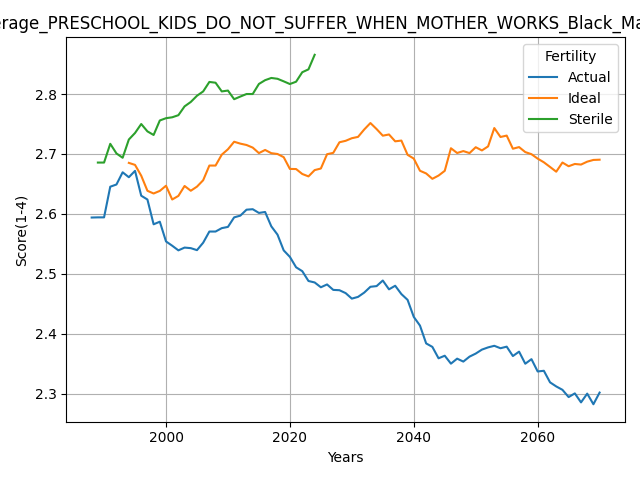 erage_PRESCHOOL_KIDS_DO_NOT_SUFFER_WHEN_MOTHER_WORKS_Black_Ma
Fertility
Actual
Ideal
Sterile
Score(1-4)
2.8
2.7
2.6
2.5
2.4
2.3
2000
2020
2040
2060
Years